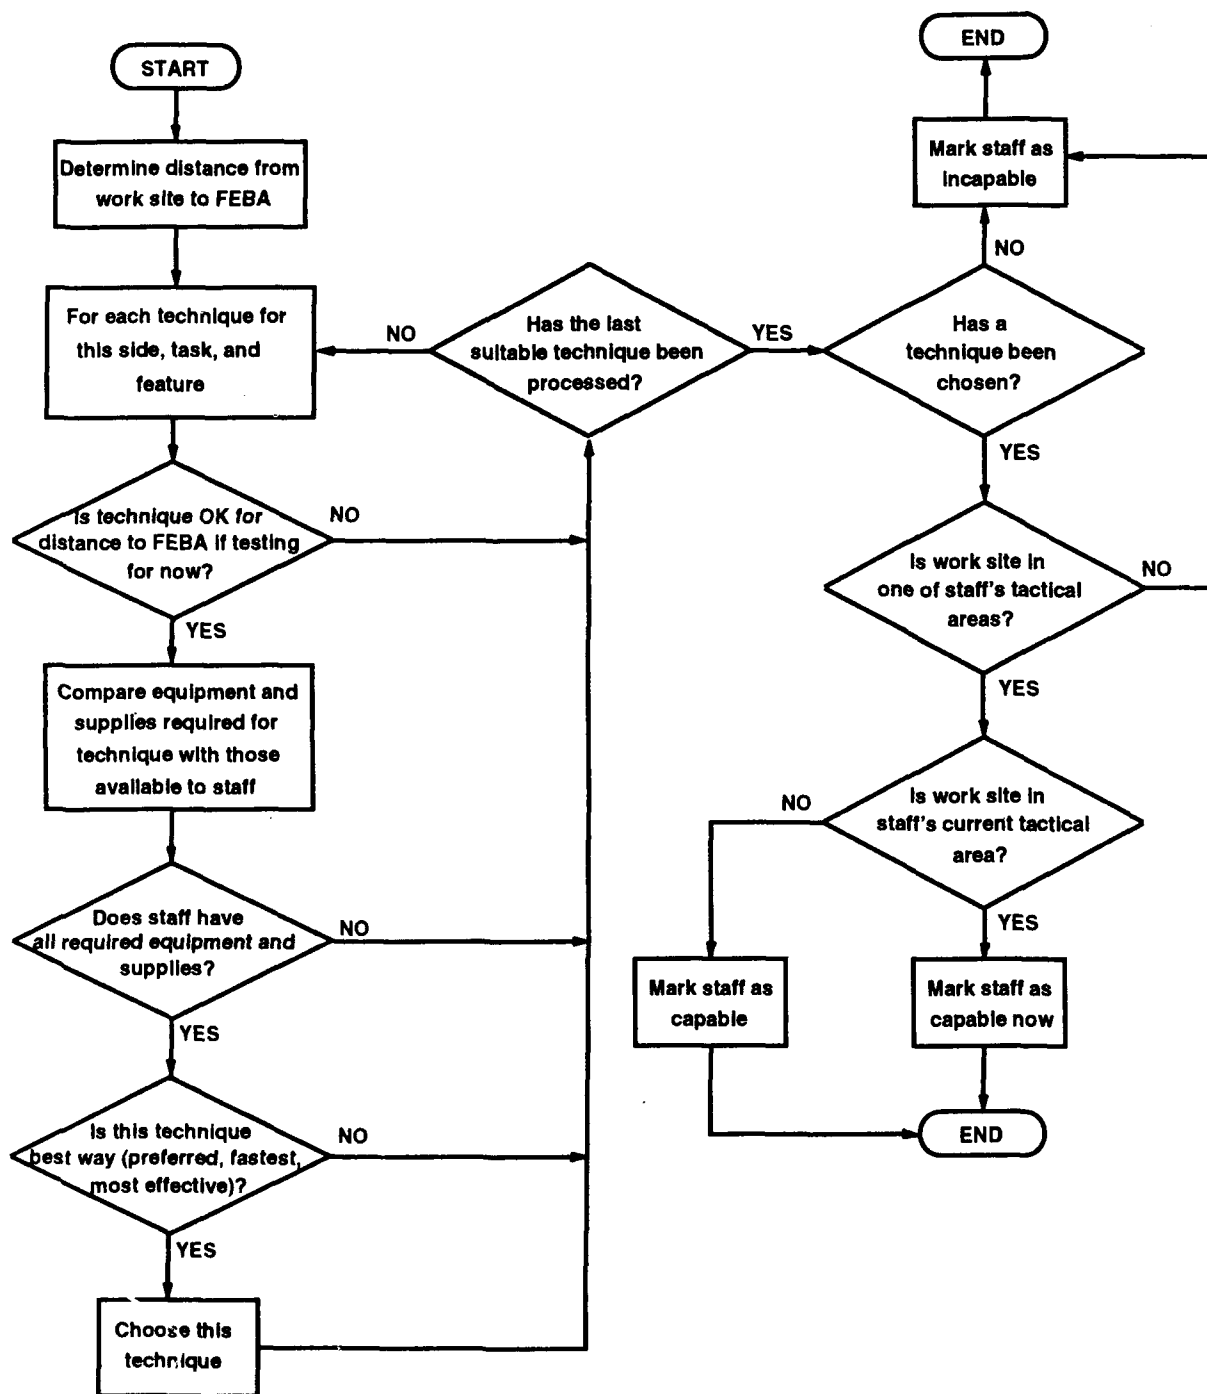 START
Determine distance from
work site to FEBA
For each technique for
this side, task, and
feature
Is technique OK for
distance to FEBA if testing
for now?
NO
YES
Compare equipment and
supplies required for
technique with those
available to staff
Does staff have
all required equipment and
supplies?
NO
YES
Is this technique
best way (preferred, fastest,
most effective)?
NO
YES
Choose this
technique
Has the last
suitable technique been
processed?
NO
YES
Has a
technique been
chosen?
NO
Mark staff as
incapable
END
YES
Is work site in
one of staff's tactical
areas?
NO
YES
Is work site in
staff's current tactical
area?
NO
YES
Mark staff as
capable
Mark staff as
capable now
END